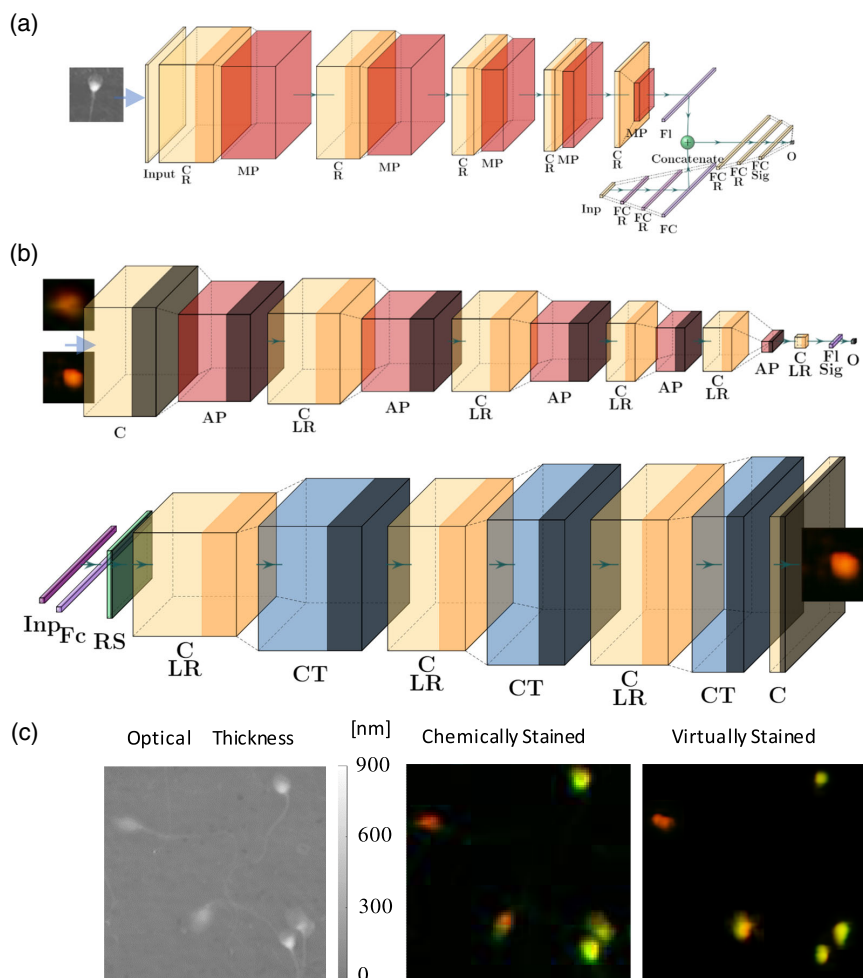 (a)
Input
C
R
MP
C
R
MP
C
R
MP
C
R
MP
C
R
MP
Fl
Concatenate
Inp
FC
R
FC
R
FC
FC
R
FC
R
FC
Sig
O
(b)
C
AP
C
LR
AP
C
LR
AP
C
LR
AP
C
LR
AP
C
LR
Fl
Sig
O
Inp
Fc
RS
C
LR
CT
C
LR
CT
C
LR
CT
C
(c)
Optical Thickness
[nm]
900
600
300
0
Chemically Stained
Virtually Stained